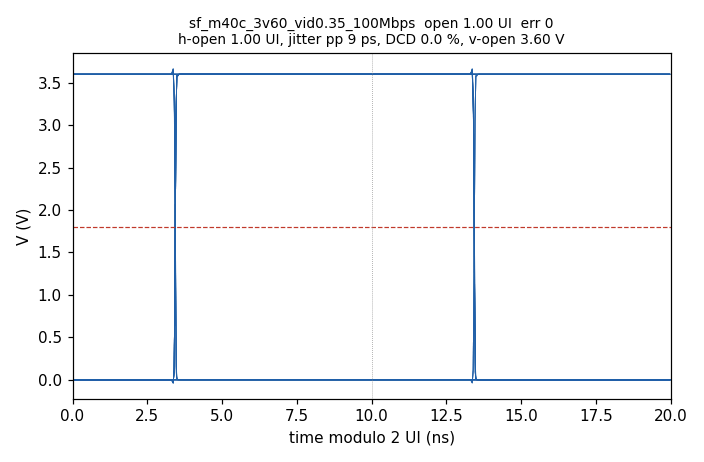 sf_m40c_3v60_vid0.35_100Mbps  open 1.00 UI  err 0
h-open 1.00 UI, jitter pp 9 ps, DCD 0.0 %, v-open 3.60 V
V (V)
3.5
3.0
2.5
2.0
1.5
1.0
0.5
0.0
0.0 2.5 5.0 7.5 10.0 12.5 15.0 17.5 20.0
time modulo 2 UI (ns)